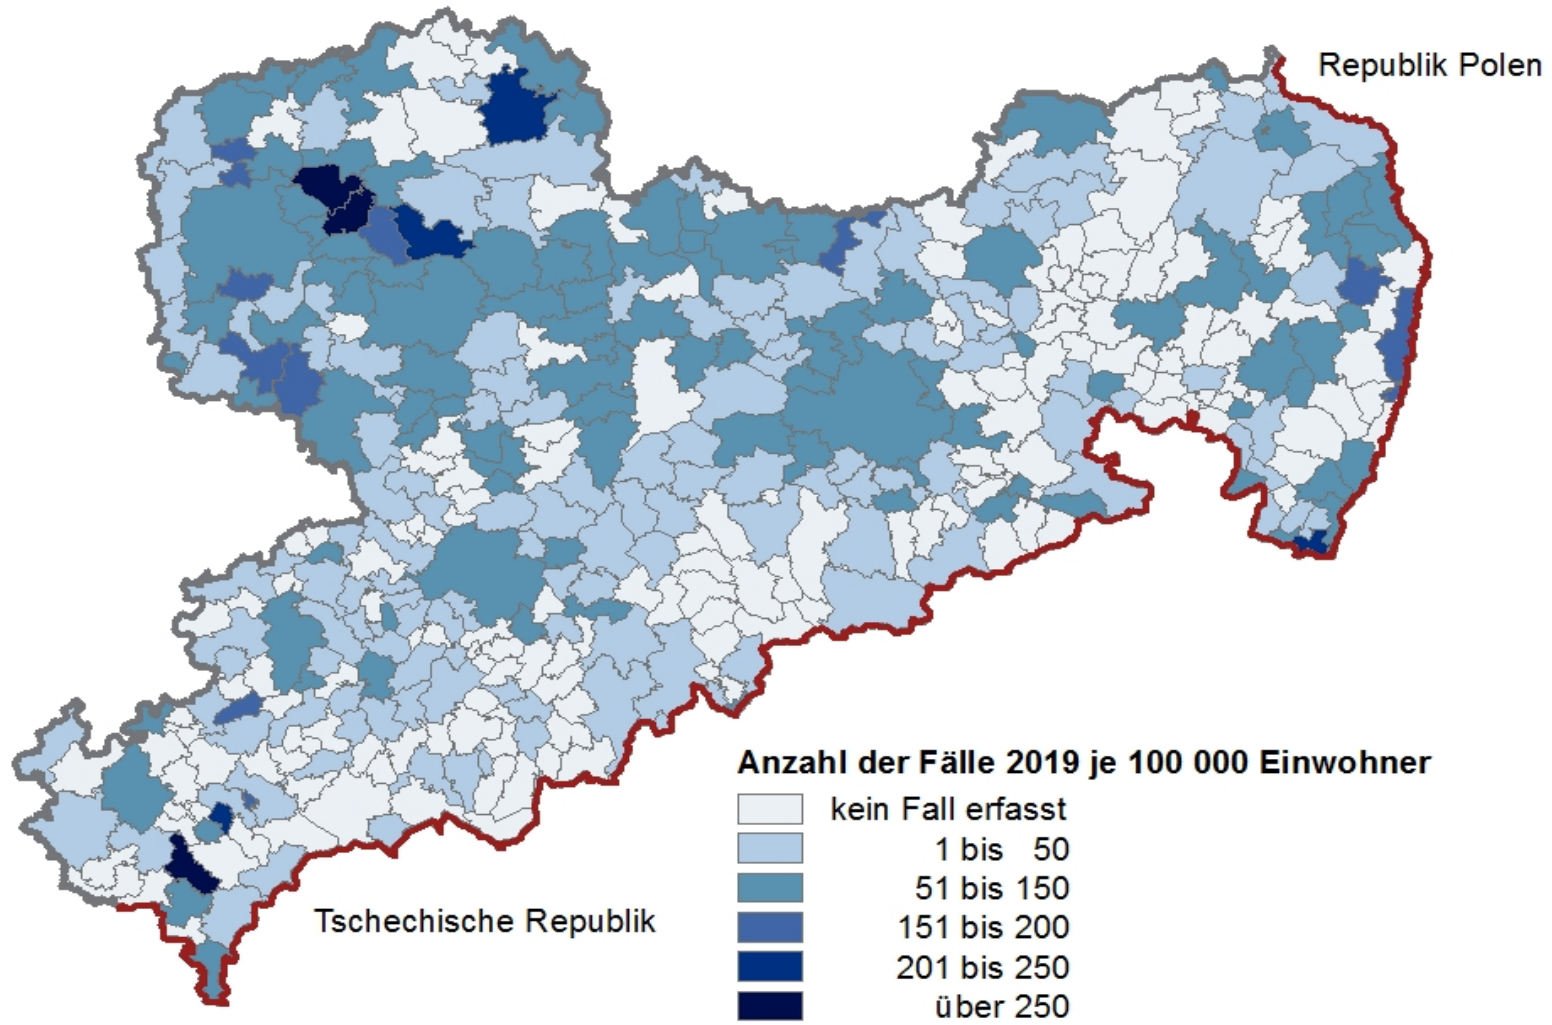 Republik Polen
Anzahl der Fälle 2019 je 100 000 Einwohner
kein Fall erfasst
1 bis 50
51 bis 150
Tschechische Republik
151 bis 200
201 bis 250
über 250